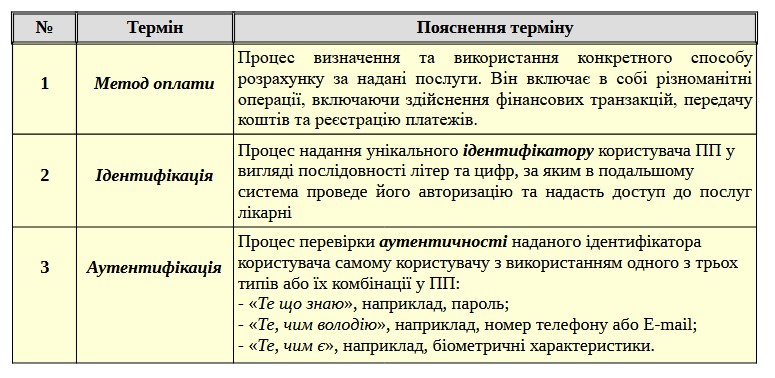 № Термін Пояснення терміну
1 Метод оплати
Процес визначення та використання конкретного способу
розрахунку за надані послуги. Він включає в собі різноманітні
операції, включаючи здійснення фінансових транзакцій, передачу
коштів та реєстрацію платежів.
2 Ідентифікація
Процес надання унікального ідентифікатору користувача ПП у
вигляді послідовності літер та цифр, за яким в подальшому
система проведе його авторизацію та надасть доступ до послуг
лікарні
3 Аутентифікація
Процес перевірки аутентичності наданого ідентифікатора
користувача самому користувачу з використанням одного з трьох
типів або їх комбінації у ПП:
- «Те що знаю», наприклад, пароль;
- «Те, чим володію», наприклад, номер телефону або E-mail;
- «Те, чим є», наприклад, біометричні характеристики.